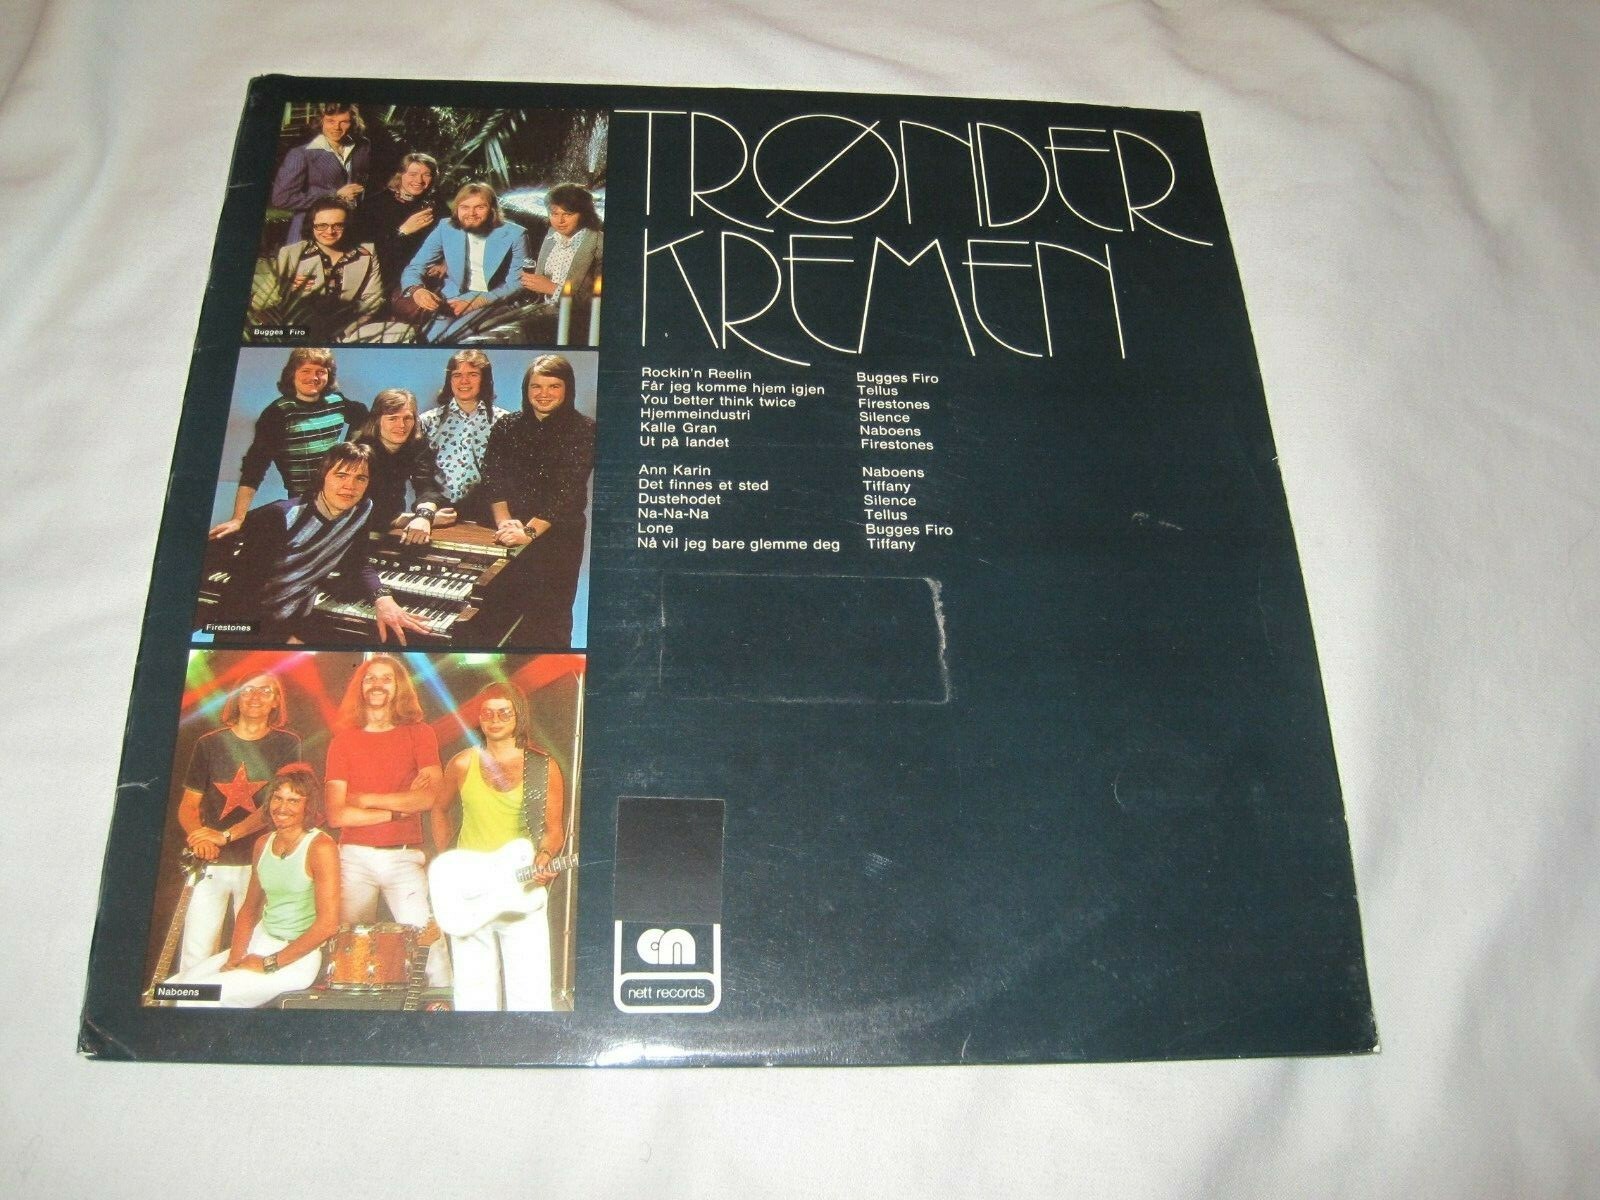 TRØNDER
KREMEN
Rockin'n Reelin Bugges Firo
Får jeg komme hjem igjen Tellus
You better think twice Firestones
Hjemmeindustri Silence
Kalle Gran Naboens
Ut på landet Firestones
Ann Karin Naboens
Det finnes et sted Tiffany
Dustehodet Silence
Na-Na-Na Tellus
Lone Bugges Firo
Nå vil jeg bare glemme deg Tiffany
Bugges Firo
Firestones
Naboens
cn
nett records